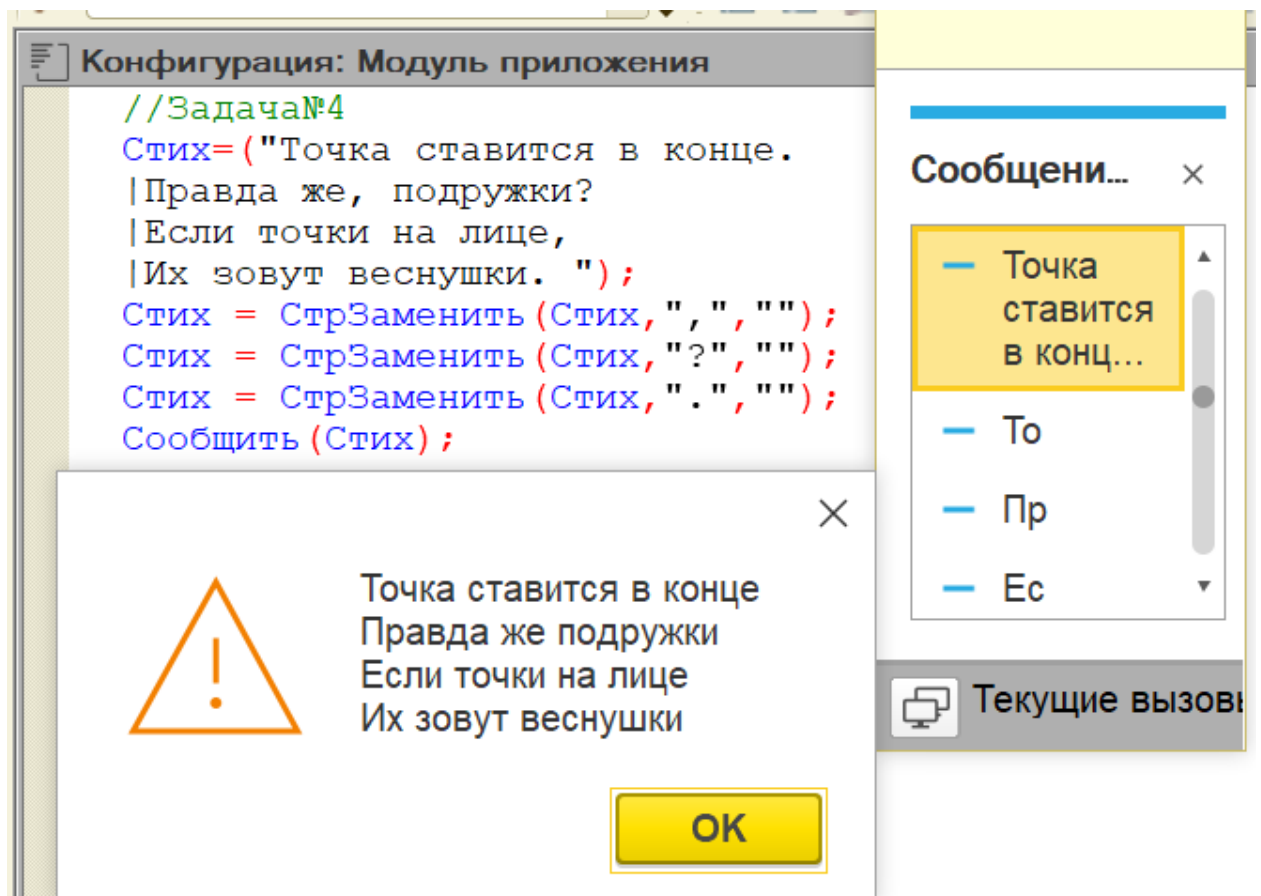 Конфигурация: Модуль приложения
//Задача№4
Стих=("Точка ставится в конце.
|Правда же, подружки?
|Если точки на лице,
|Их зовут веснушки. ");
Стих = СтрЗаменить(Стих,",","");
Стих = СтрЗаменить(Стих,"?","");
Стих = СтрЗаменить(Стих,".","");
Сообщить(Стих);
Точка ставится в конце
Правда же подружки
Если точки на лице
Их зовут веснушки
OK
Сообщени...
Точка
ставится
в конц...
То
Пр
Ес
Текущие вызовы